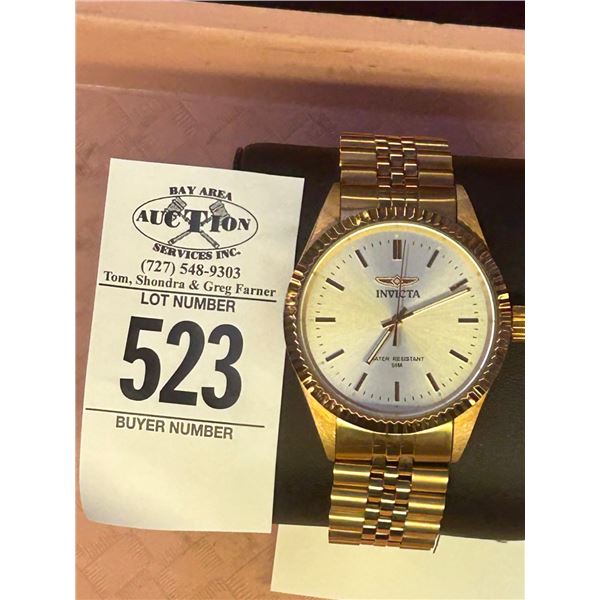 BAY AREA
AUCTION
SERVICES INC.
(727) 548-9303
Tom, Shondra & Greg Farner
LOT NUMBER
523
BUYER NUMBER
INVICTA
WATER RESISTANT